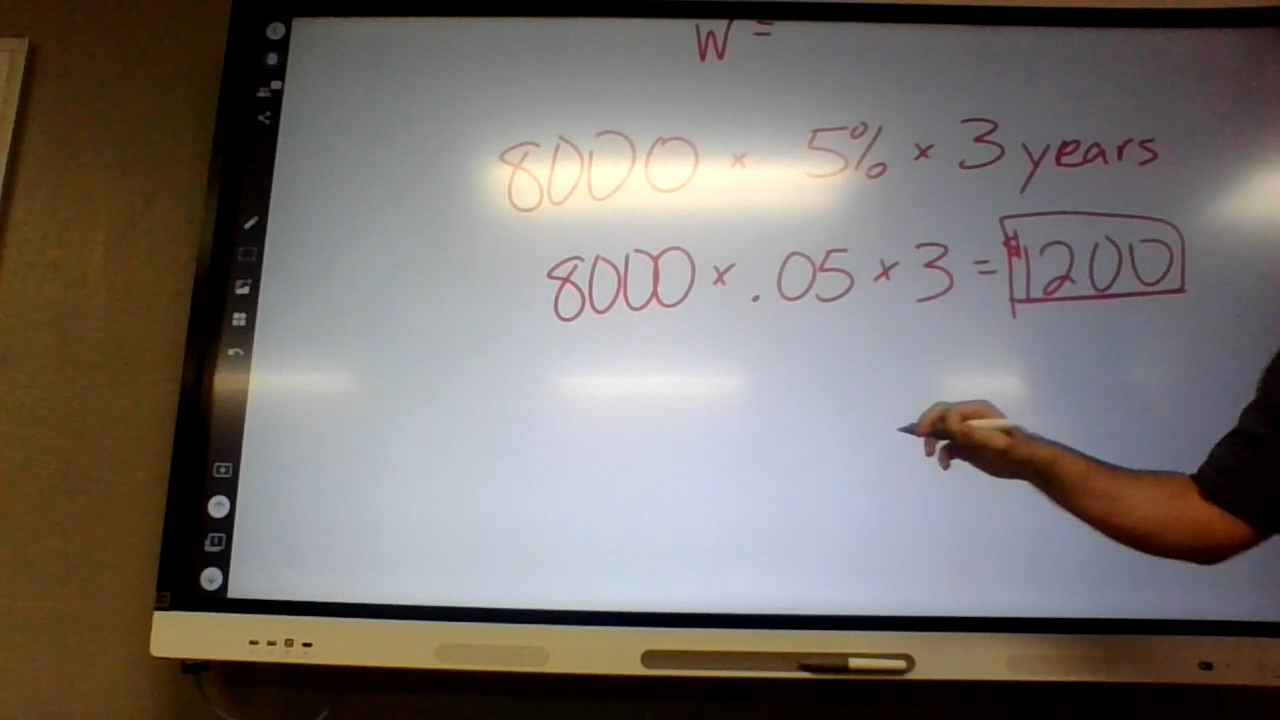 W =
8000 × 5% × 3 years
8000 × .05 × 3 = $1200